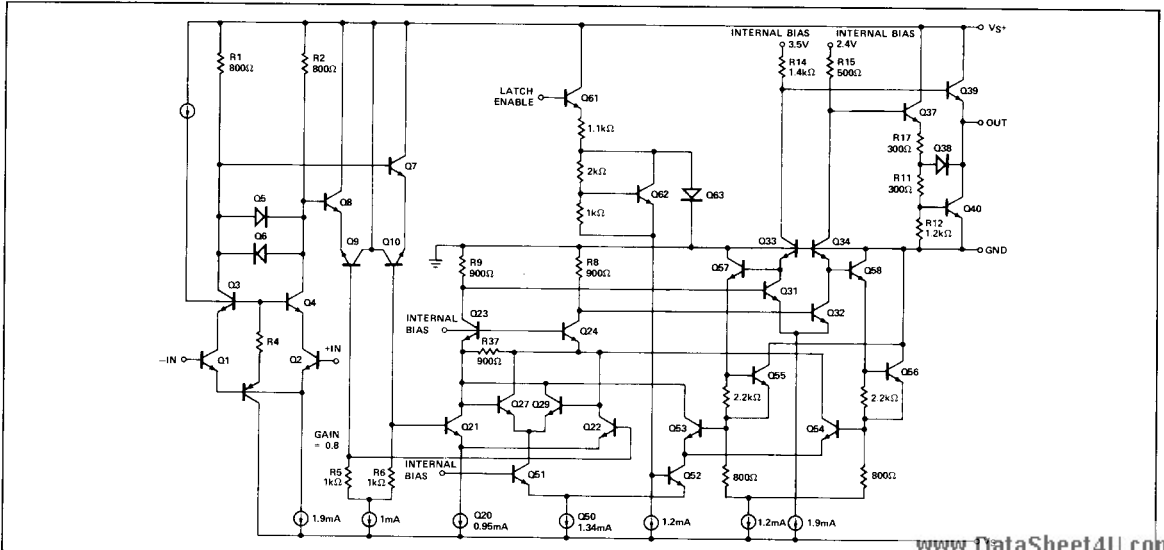 VS+
INTERNAL BIAS
3.5V
INTERNAL BIAS
2.4V
R1
800Ω
R2
800Ω
R14
1.4kΩ
R15
500Ω
LATCH
ENABLE
Q61
Q39
Q37
1.1kΩ
OUT
R17
300Ω
Q38
Q7
2kΩ
Q62
Q63
R11
300Ω
Q5
Q8
1kΩ
Q40
R12
1.2kΩ
Q6
Q9
Q10
Q33
Q34
GND
R9
900Ω
R8
900Ω
Q57
Q58
Q3
Q4
Q31
Q32
Q23
INTERNAL
BIAS
Q24
R4
R37
900Ω
-IN
Q1
Q2
+IN
Q55
Q56
2.2kΩ
2.2kΩ
Q27
Q29
Q21
Q22
Q53
Q54
GAIN
= 0.8
INTERNAL
BIAS
R5
1kΩ
R6
1kΩ
Q51
Q52
800Ω
800Ω
1.9mA
1mA
Q20
0.95mA
Q50
1.34mA
1.2mA
1.2mA
1.9mA
www.DataSheet4U.com